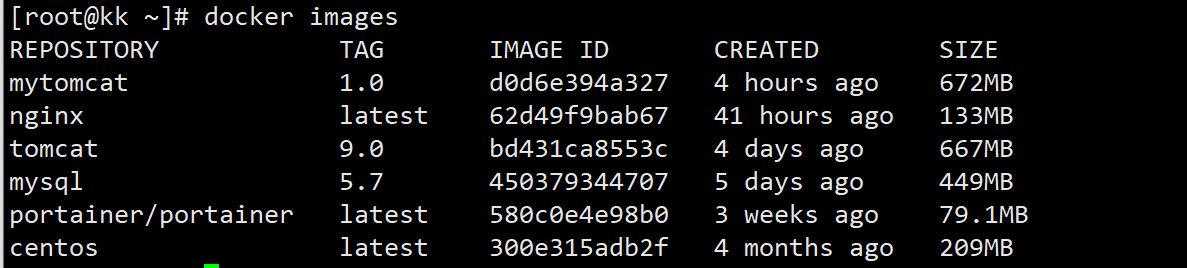 [root@kk ~]# docker images
REPOSITORY TAG IMAGE ID CREATED SIZE
mytomcat 1.0 d0d6e394a327 4 hours ago 672MB
nginx latest 62d49f9bab67 41 hours ago 133MB
tomcat 9.0 bd431ca8553c 4 days ago 667MB
mysql 5.7 450379344707 5 days ago 449MB
portainer/portainer latest 580c0e4e98b0 3 weeks ago 79.1MB
centos latest 300e315adb2f 4 months ago 209MB